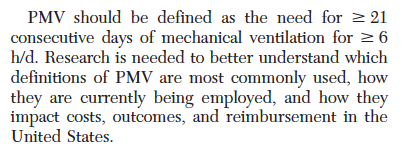 PMV should be defined as the need for ≥ 21
consecutive days of mechanical ventilation for ≥ 6
h/d. Research is needed to better understand which
definitions of PMV are most commonly used, how
they are currently being employed, and how they
impact costs, outcomes, and reimbursement in the
United States.